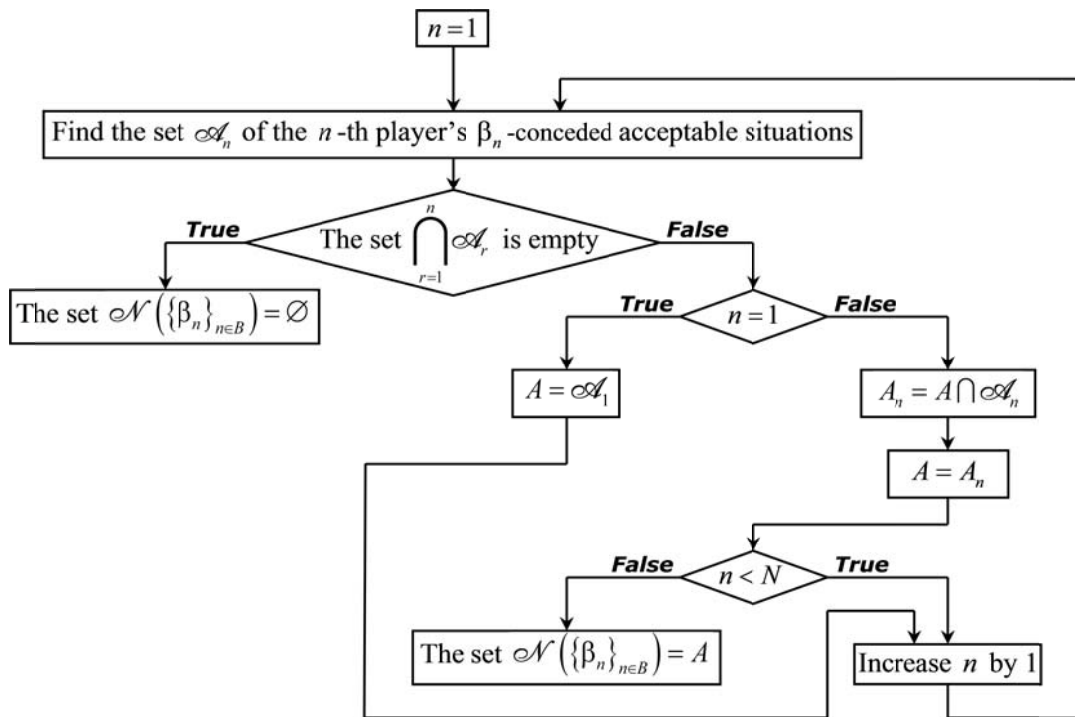 n = 1
Find the set 𝒜ₙ of the n -th player's βₙ-conceded acceptable situations
True
The set ⋂ⁿᵣ₌₁ 𝒜ᵣ is empty
False
The set 𝒩({βₙ}ₙ∈B) = ∅
True
n = 1
False
A = 𝒜₁
Aₙ = A ⋂ 𝒜ₙ
A = Aₙ
False
n < N
True
The set 𝒩({βₙ}ₙ∈B) = A
Increase n by 1